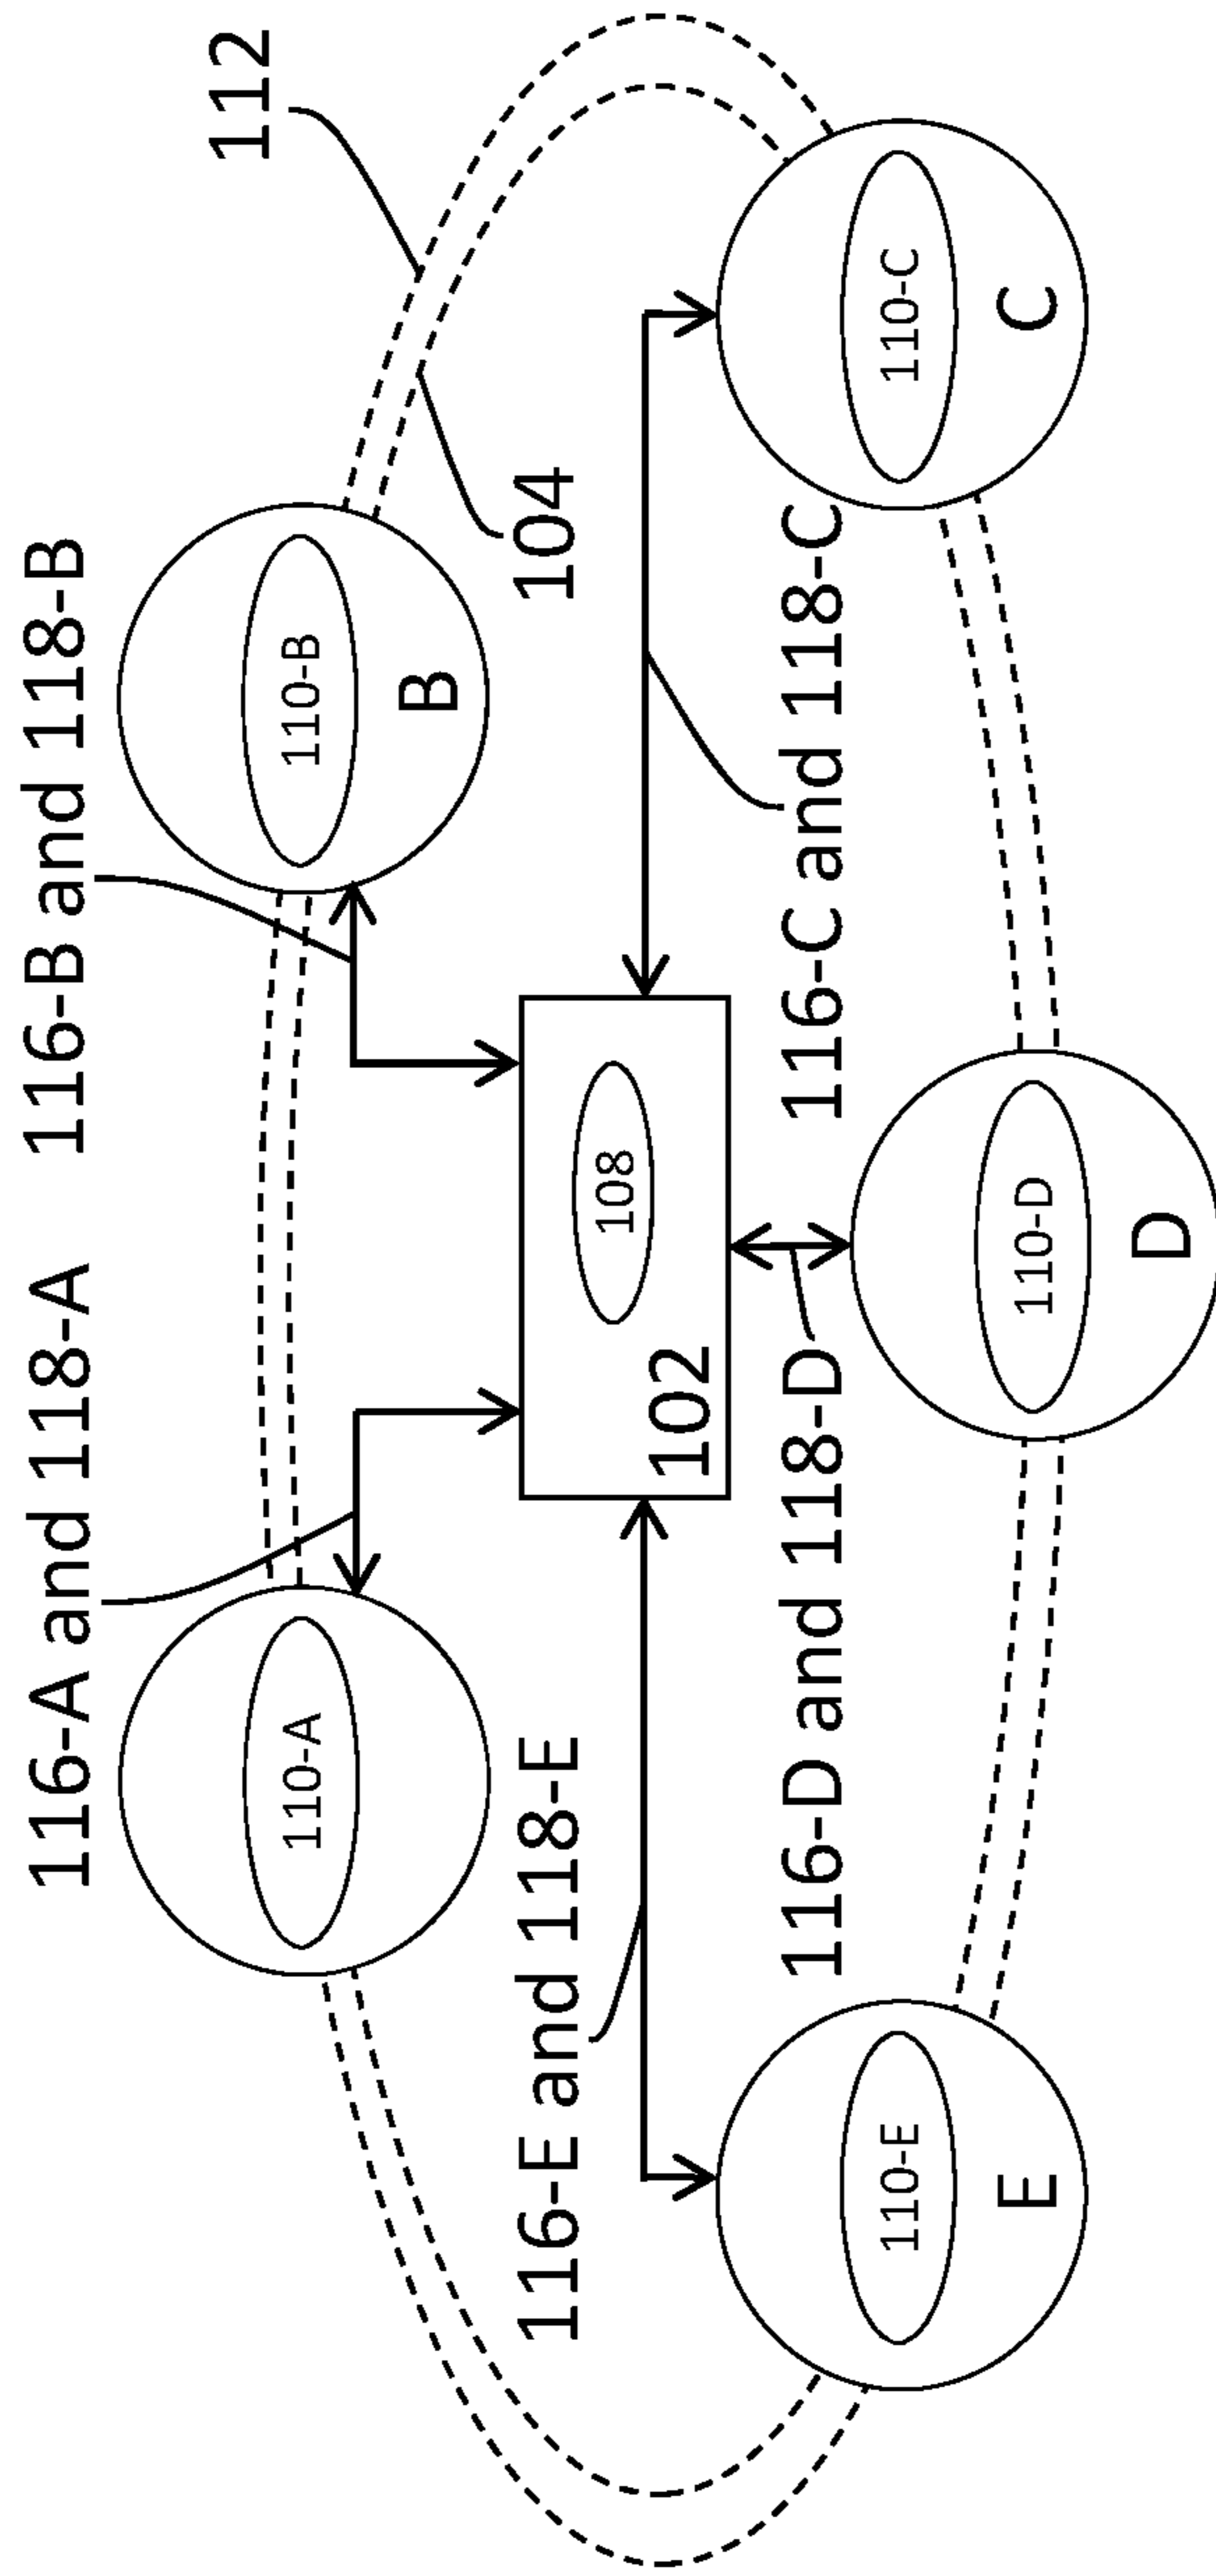 112
116-A and 118-A
116-B and 118-B
110-A
110-B
B
104
116-E and 118-E
108
102
116-D and 118-D
116-C and 118-C
110-E
E
110-C
C
110-D
D